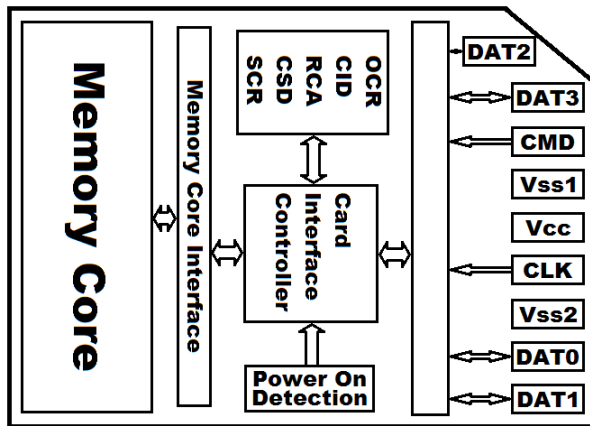 Memory Core
Memory Core Interface
OCR
CID
RCA
CSD
SCR
Card
Interface
Controller
Power On
Detection
DAT2
DAT3
CMD
Vss1
Vcc
CLK
Vss2
DAT0
DAT1